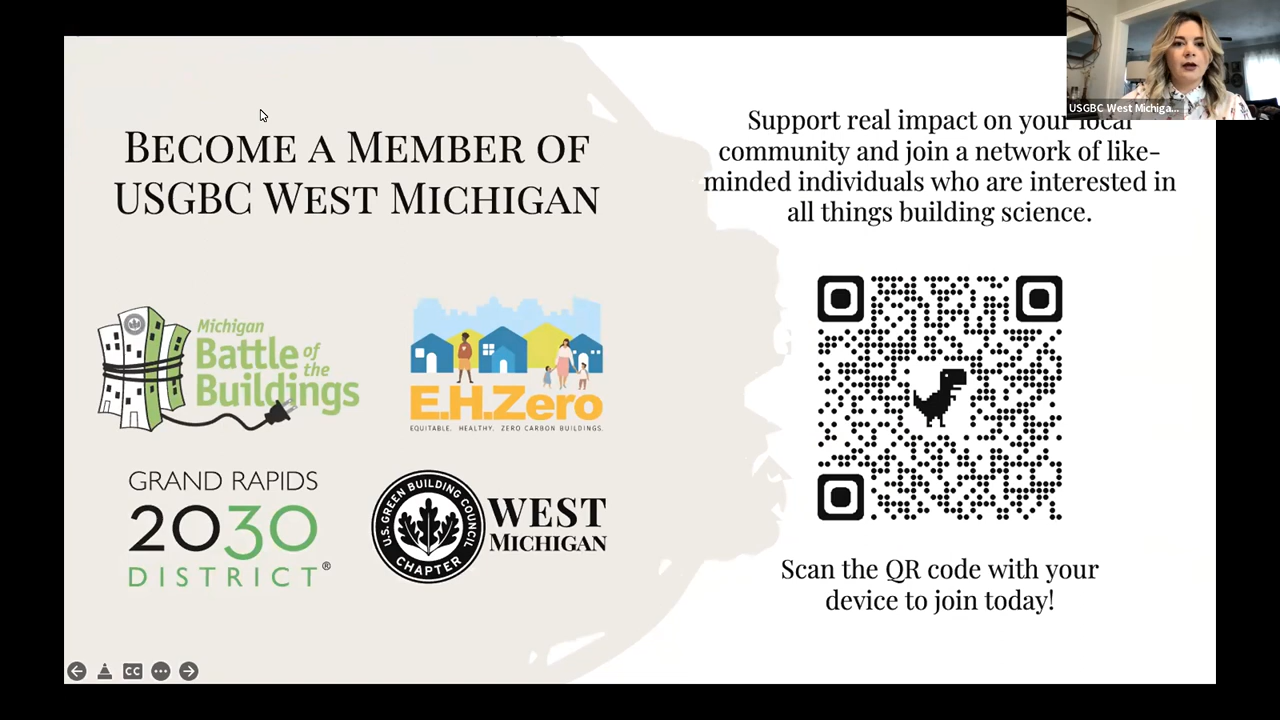 USGBC West Michiga...
BECOME A MEMBER OF
USGBC WEST MICHIGAN
Support real impact on your local
community and join a network of like-
minded individuals who are interested in
all things building science.
Michigan
Battle of
the
Buildings
E.H.Zero
EQUITABLE. HEALTHY. ZERO CARBON BUILDINGS.
GRAND RAPIDS
2030
DISTRICT®
U.S. GREEN BUILDING COUNCIL
CHAPTER
WEST
MICHIGAN
Scan the QR code with your
device to join today!
CC